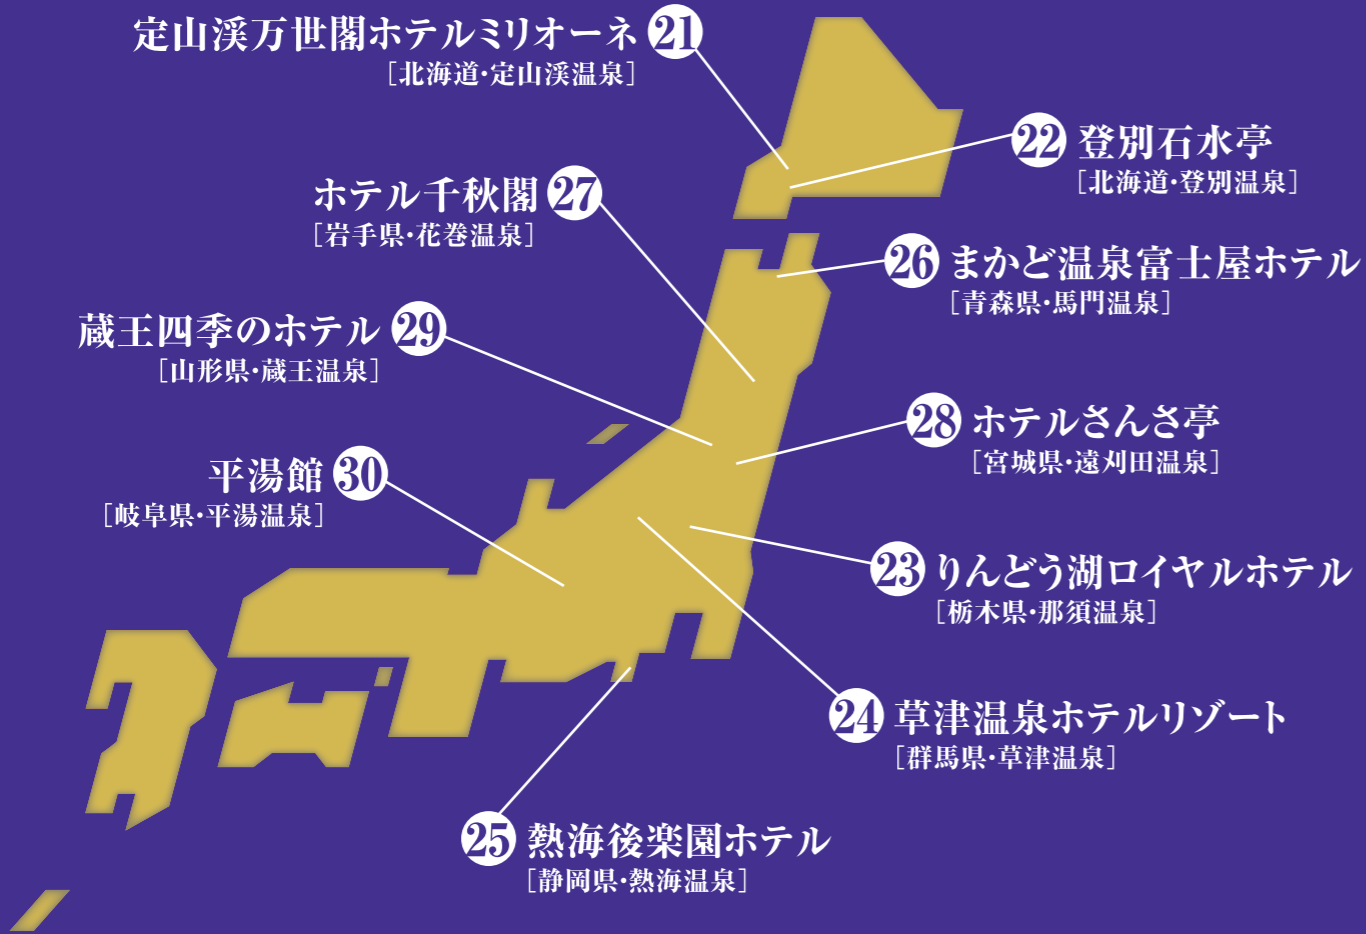 定山渓万世閣ホテルミリオーネ 21
[北海道・定山渓温泉]
22 登別石水亭
[北海道・登別温泉]
ホテル千秋閣 27
[岩手県・花巻温泉]
26 まかど温泉富士屋ホテル
[青森県・馬門温泉]
蔵王四季のホテル 29
[山形県・蔵王温泉]
28 ホテルさんさ亭
[宮城県・遠刈田温泉]
平湯館 30
[岐阜県・平湯温泉]
23 りんどう湖ロイヤルホテル
[栃木県・那須温泉]
24 草津温泉ホテルリゾート
[群馬県・草津温泉]
25 熱海後楽園ホテル
[静岡県・熱海温泉]